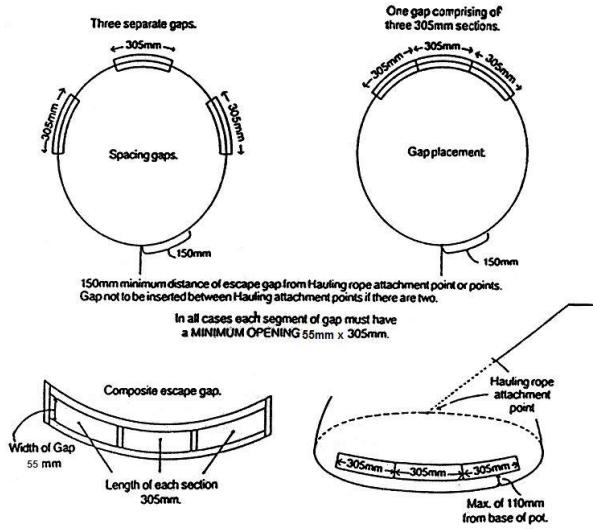 Three separate gaps.
305mm
305mm
305mm
Spacing gaps.
150mm
One gap comprising of
three 305mm sections.
305mm
305mm
305mm
Gap placement.
150mm
150mm minimum distance of escape gap from Hauling rope attachment point or points.
Gap not to be inserted between Hauling attachment points if there are two.
In all cases each segment of gap must have
a MINIMUM OPENING 55mm x 305mm.
Composite escape gap.
Width of Gap
55 mm
Length of each section
305mm.
Hauling rope
attachment
point
305mm
305mm
305mm
Max. of 110mm
from base of pot.